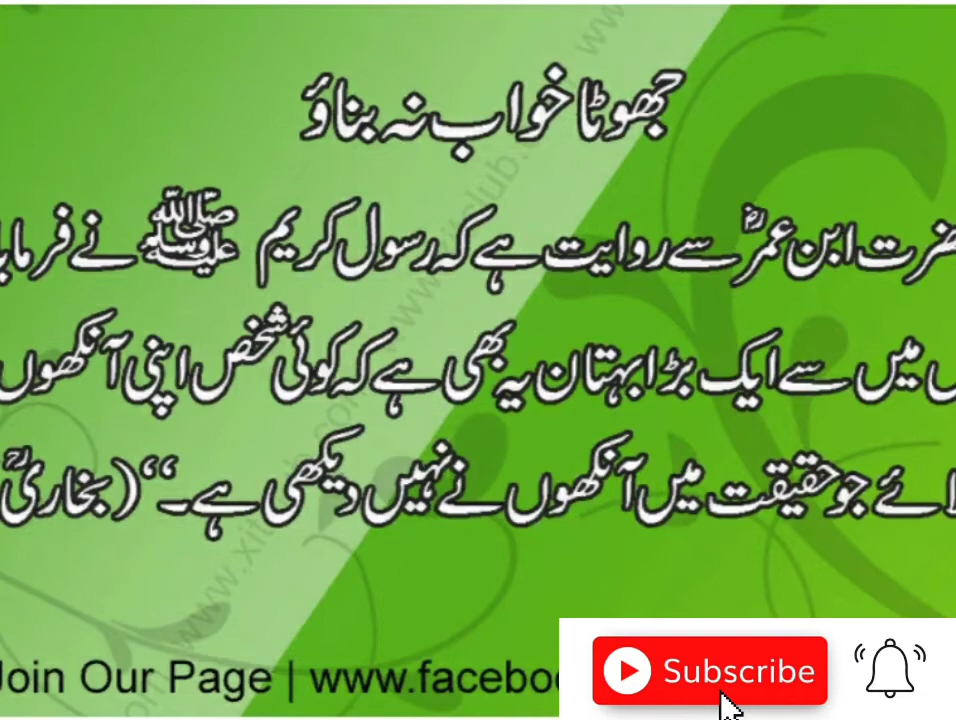 جھوٹا خواب نہ بناؤ
حضرت ابن عمرؓ سے روایت ہے کہ رسول کریم ﷺ نے فرمایا
میں سے ایک بڑا بہتان یہ بھی ہے کہ کوئی شخص اپنی آنکھوں
جو حقیقت میں آنکھوں نے نہیں دیکھی ہے۔‘‘ (بخاریؒ
Join Our Page | www.facebo
Subscribe